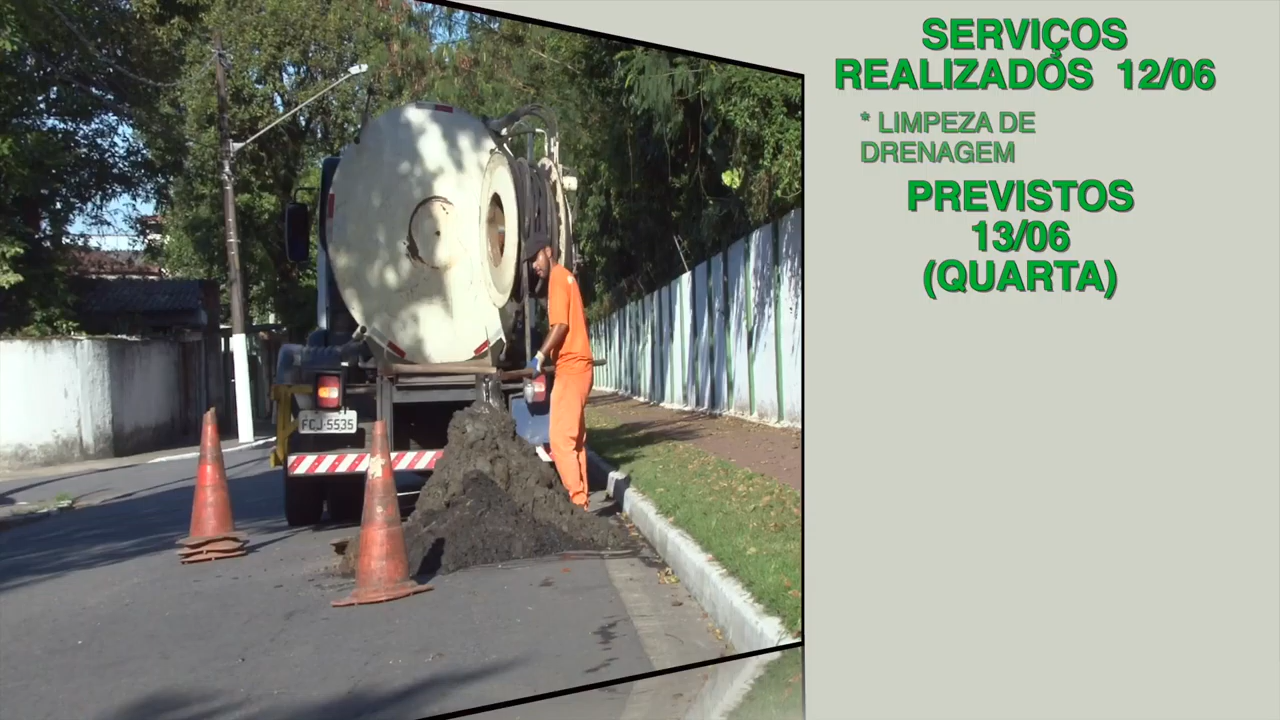 SERVIÇOS
REALIZADOS 12/06
* LIMPEZA DE
DRENAGEM
PREVISTOS
13/06
(QUARTA)
FCJ-5535